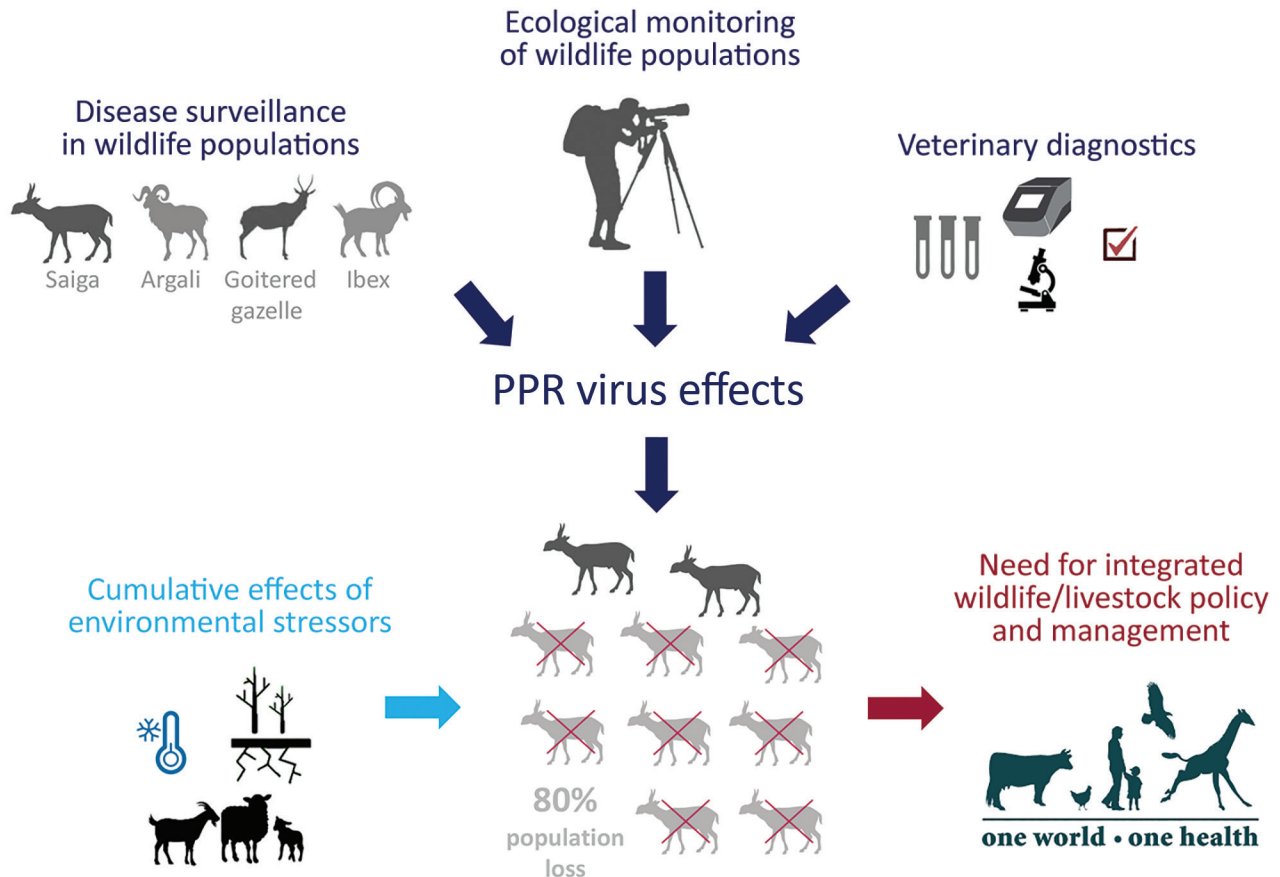 Ecological monitoring
of wildlife populations
Disease surveillance
in wildlife populations
Saiga
Argali
Goitered
gazelle
Ibex
Veterinary diagnostics
PPR virus effects
Cumulative effects of
environmental stressors
80%
population
loss
Need for integrated
wildlife/livestock policy
and management
one world • one health